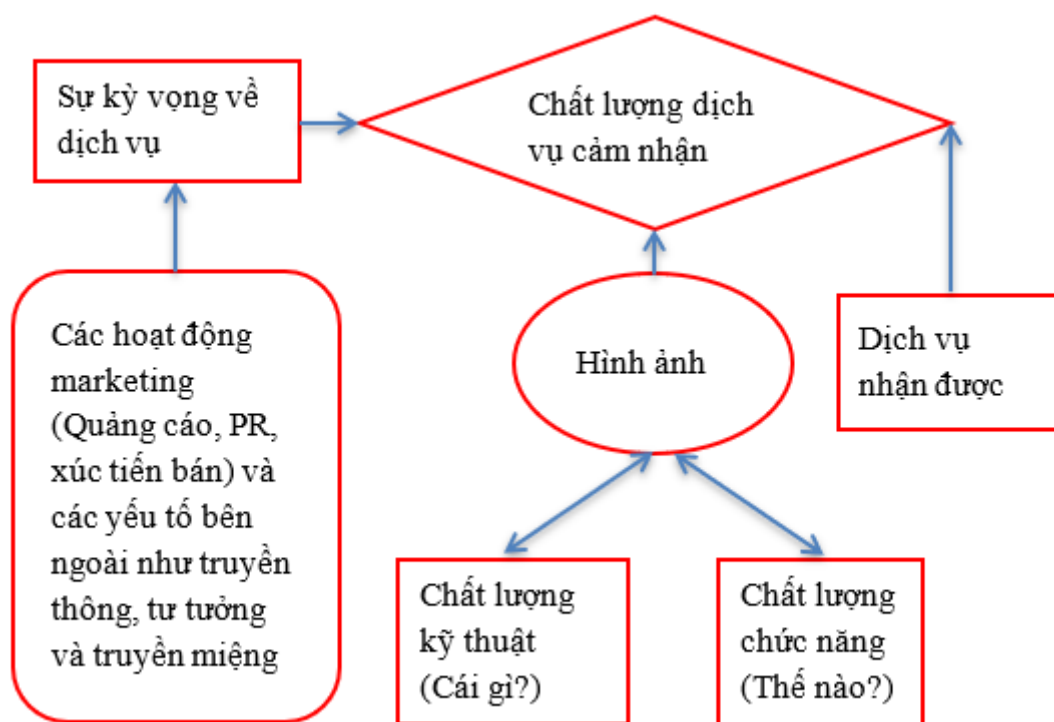 Sự kỳ vọng về
dịch vụ
Chất lượng dịch
vụ cảm nhận
Các hoạt động
marketing
(Quảng cáo, PR,
xúc tiến bán) và
các yếu tố bên
ngoài như truyền
thông, tư tưởng
và truyền miệng
Hình ảnh
Dịch vụ
nhận được
Chất lượng
kỹ thuật
(Cái gì?)
Chất lượng
chức năng
(Thế nào?)